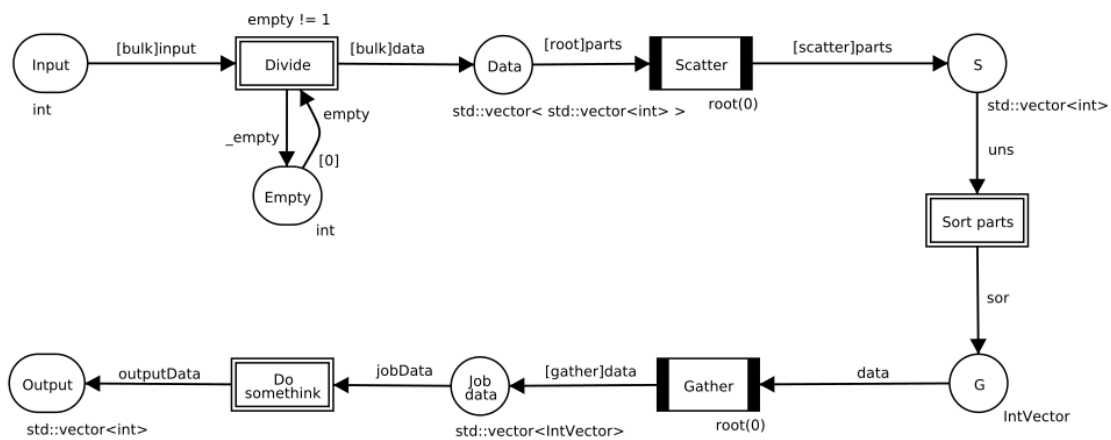 empty != 1
[bulk]input
[bulk]data
[root]parts
[scatter]parts
Input
Divide
Data
Scatter
S
int
std::vector< std::vector<int> >
root(0)
std::vector<int>
_empty
empty
[0]
uns
Empty
int
Sort parts
sor
outputData
jobData
[gather]data
data
Output
Do
somethink
Job
data
Gather
G
std::vector<int>
std::vector<IntVector>
root(0)
IntVector